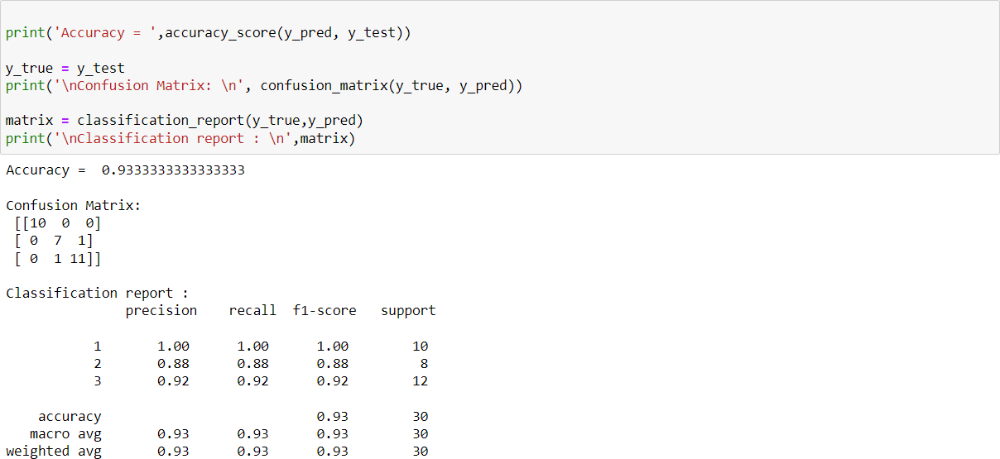 print('Accuracy = ',accuracy_score(y_pred, y_test))
y_true = y_test
print('\nConfusion Matrix: \n', confusion_matrix(y_true, y_pred))
matrix = classification_report(y_true,y_pred)
print('\nClassification report : \n',matrix)
Accuracy =  0.9333333333333333
Confusion Matrix:
 [[10  0  0]
 [ 0  7  1]
 [ 0  1 11]]
Classification report :
               precision    recall  f1-score   support
           1       1.00      1.00      1.00        10
           2       0.88      0.88      0.88         8
           3       0.92      0.92      0.92        12
    accuracy                           0.93        30
   macro avg       0.93      0.93      0.93        30
weighted avg       0.93      0.93      0.93        30